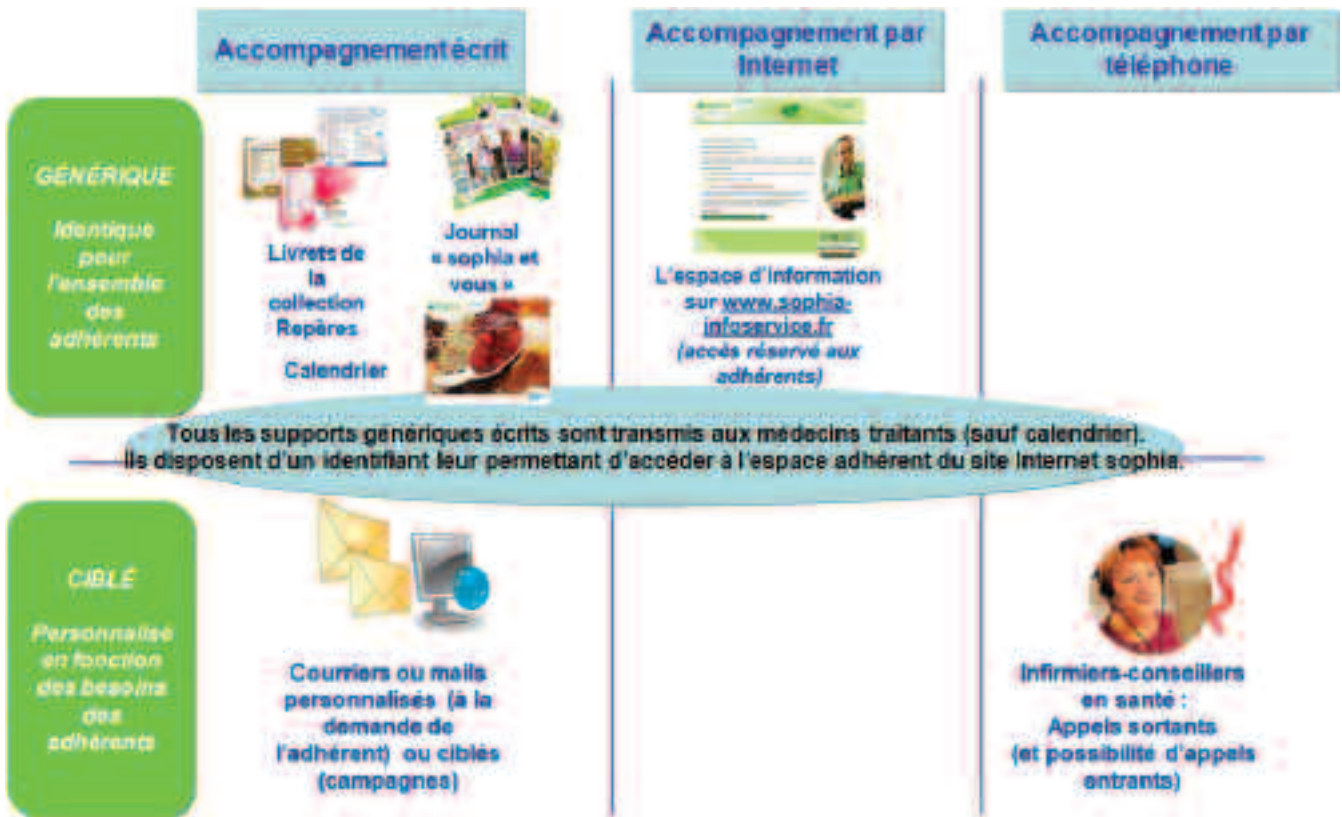 Accompagnement écrit
Accompagnement par
Internet
Accompagnement par
téléphone
GÉNÉRIQUE
Identique
pour
l'ensemble
des
adhérents
Livrets de
la
collection
Repères
Calendrier
Journal
« sophia et
vous »
L'espace d'information
sur www.sophia-
infoservice.fr
(accès réservé aux
adhérents)
Tous les supports génériques écrits sont transmis aux médecins traitants (sauf calendrier).
Ils disposent d'un identifiant leur permettant d'accéder à l'espace adhérent du site Internet sophia.
CIBLÉ
Personnalisé
en fonction
des besoins
des
adhérents
Courriers ou mails
personnalisés (à la
demande de
l'adhérent) ou ciblés
(campagnes)
Infirmiers-conseillers
en santé :
Appels sortants
(et possibilité d'appels
entrants)